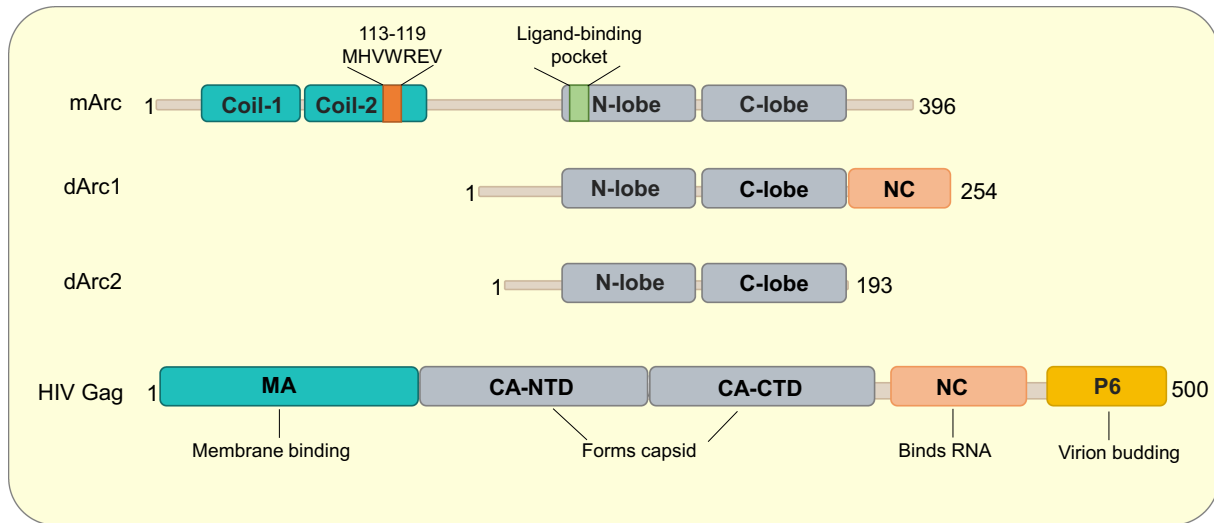 113-119
MHVWREV
Ligand-binding
pocket
mArc
1
Coil-1
Coil-2
N-lobe
C-lobe
396
dArc1
1
N-lobe
C-lobe
NC
254
dArc2
1
N-lobe
C-lobe
193
HIV Gag
1
MA
CA-NTD
CA-CTD
NC
P6
500
Membrane binding
Forms capsid
Binds RNA
Virion budding